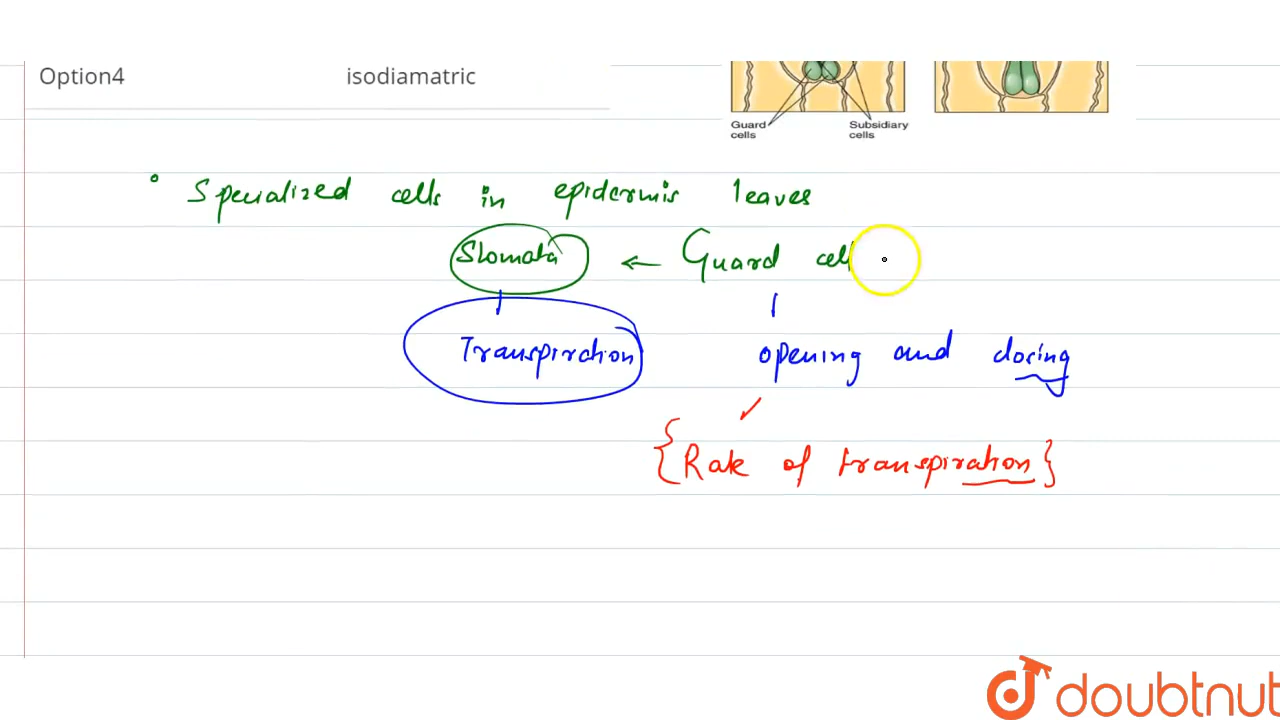 Option4 isodiamatric
Guard cells
Subsidiary cells
Specialized cells in epidermis leaves
Stomata ← Guard cell
Transpiration opening and closing
{Rate of transpiration}
doubtnut